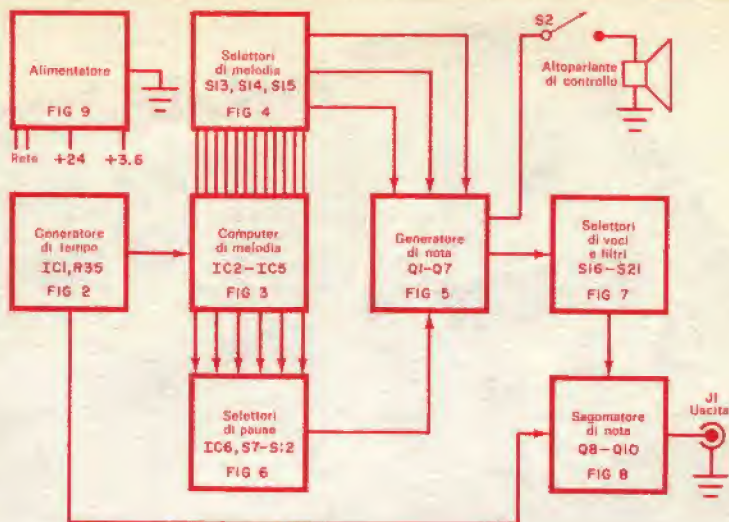 Alimentatore
FIG 9
Rete +24 +3.6
Selettori
di melodia
S13, S14, S15
FIG 4
S2
Altoparlante
di controllo
Generatore
di tempo
IC1, R35
FIG 2
Computer
di melodia
IC2-IC5
FIG 3
Generatore
di nota
Q1-Q7
FIG 5
Selettori
di voci
e filtri
S16-S21
FIG 7
Selettori
di pause
IC6, S7-S12
FIG 6
Sagomatore
di nota
Q8-Q10
FIG 8
J1
Uscita